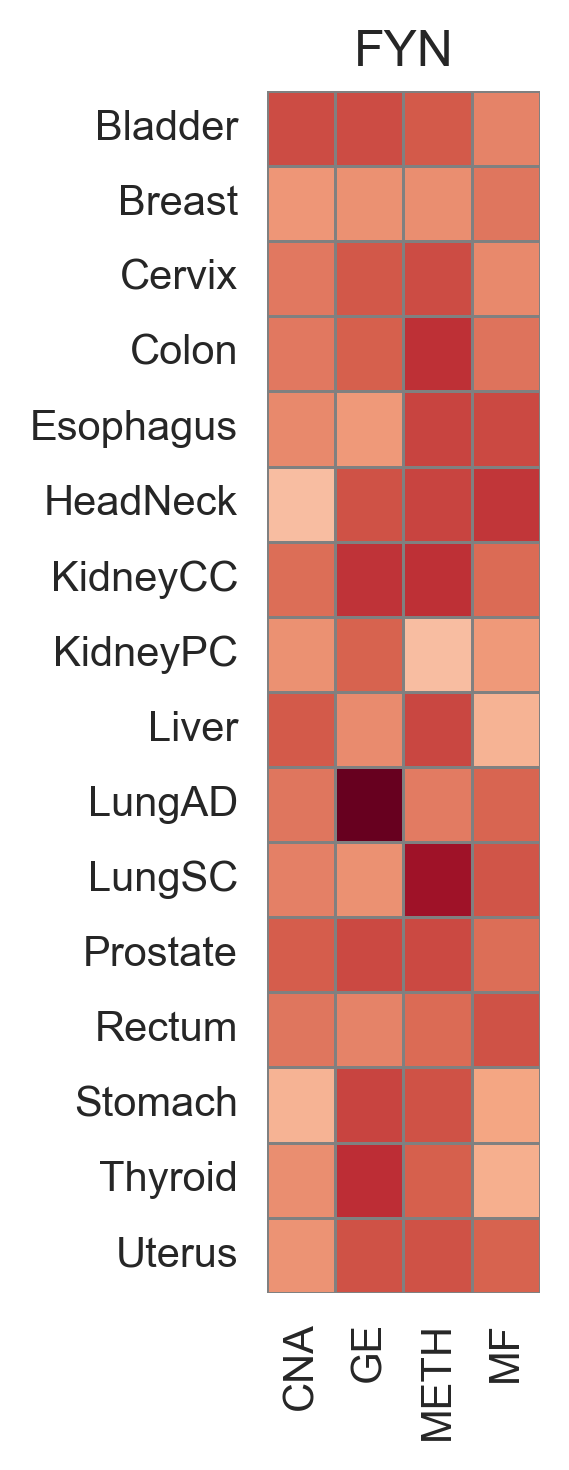 FYN
Bladder
Breast
Cervix
Colon
Esophagus
HeadNeck
KidneyCC
KidneyPC
Liver
LungAD
LungSC
Prostate
Rectum
Stomach
Thyroid
Uterus
CNA
GE
METH
MF